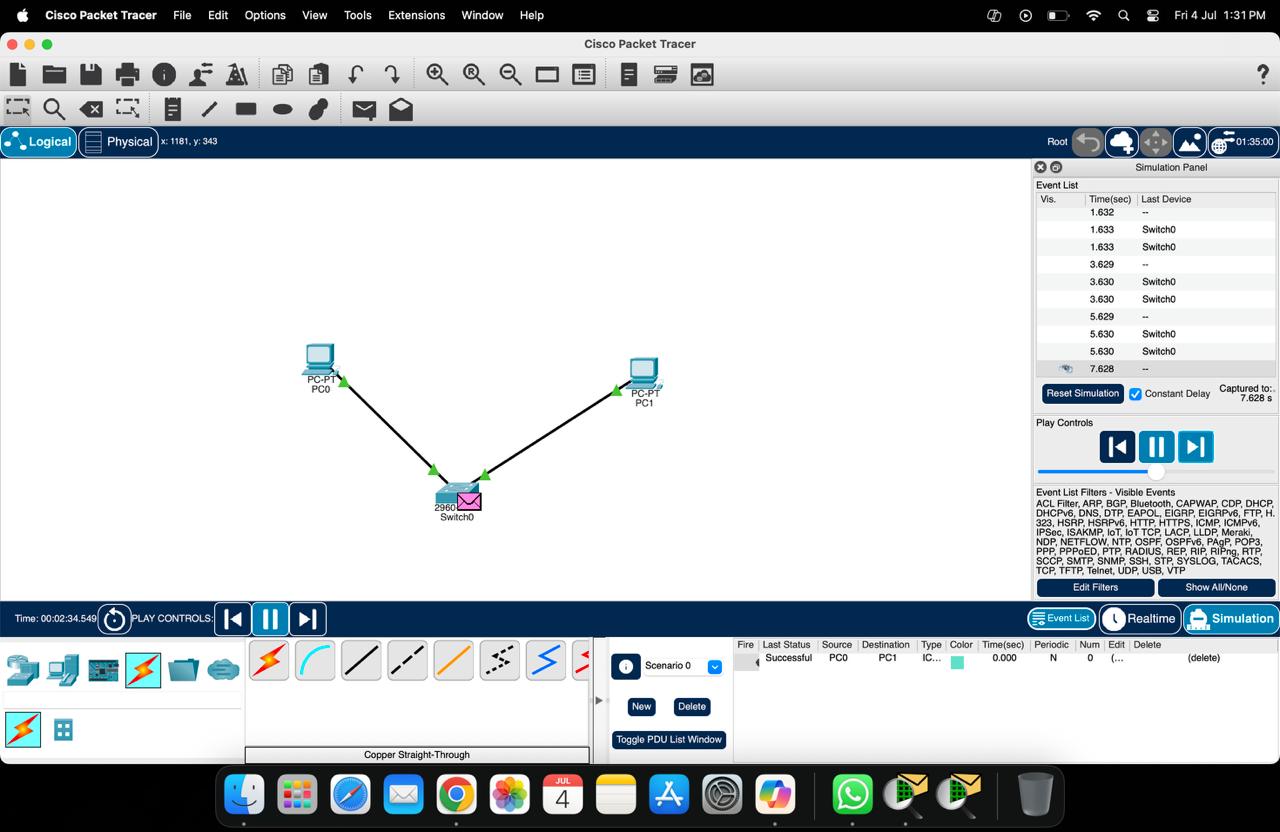 Cisco Packet Tracer File Edit Options View Tools Extensions Window Help Fri 4 Jul 1:31 PM
Cisco Packet Tracer
Logical Physical x: 1181, y: 343 Root 01:35:00
Simulation Panel
Event List
Vis. Time(sec) Last Device
1.632 --
1.633 Switch0
1.633 Switch0
3.629 --
3.630 Switch0
3.630 Switch0
5.629 --
5.630 Switch0
5.630 Switch0
7.628 --
Reset Simulation Constant Delay Captured to:
7.628 s
Play Controls
Event List Filters - Visible Events
ACL Filter, ARP, BGP, Bluetooth, CAPWAP, CDP, DHCP,
DHCPv6, DNS, DTP, EAPOL, EIGRP, EIGRPv6, FTP, H.
323, HSRP, HSRPv6, HTTP, HTTPS, ICMP, ICMPv6,
IPSec, ISAKMP, IoT, IoT TCP, LACP, LLDP, Meraki,
NDP, NETFLOW, NTP, OSPF, OSPFv6, PAgP, POP3,
PPP, PPPoED, PTP, RADIUS, REP, RIP, RIPng, RTP,
SCCP, SMTP, SNMP, SSH, STP, SYSLOG, TACACS,
TCP, TFTP, Telnet, UDP, USB, VTP
Edit Filters Show All/None
PC-PT
PC0
PC-PT
PC1
2960
Switch0
Time: 00:02:34.549 PLAY CONTROLS: Event List Realtime Simulation
Copper Straight-Through
Scenario 0
New Delete
Toggle PDU List Window
Fire Last Status Source Destination Type Color Time(sec) Periodic Num Edit Delete
Successful PC0 PC1 IC... 0.000 N 0 (... (delete)
JUL
4